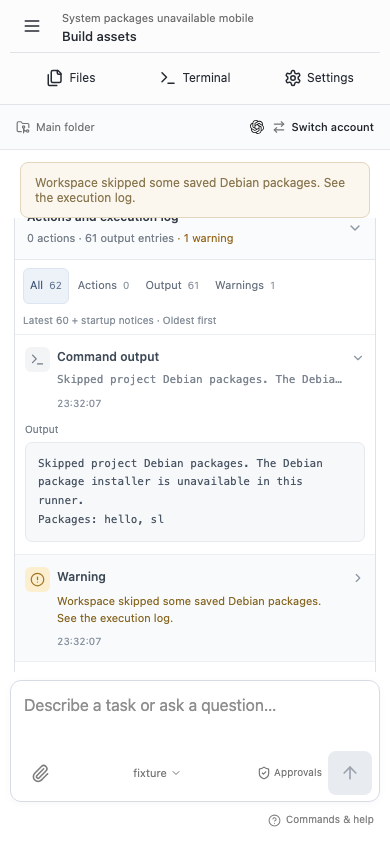 System packages unavailable mobile
Build assets
Files
Terminal
Settings
Main folder
Switch account
Workspace skipped some saved Debian packages. See
the execution log.
Actions and execution log
0 actions · 61 output entries · 1 warning
All 62
Actions 0
Output 61
Warnings 1
Latest 60 + startup notices · Oldest first
Command output
Skipped project Debian packages. The Debia…
23:32:07
Output
Skipped project Debian packages. The Debian
package installer is unavailable in this
runner.
Packages: hello, sl
Warning
Workspace skipped some saved Debian packages.
See the execution log.
23:32:07
Describe a task or ask a question...
fixture
Approvals
Commands & help